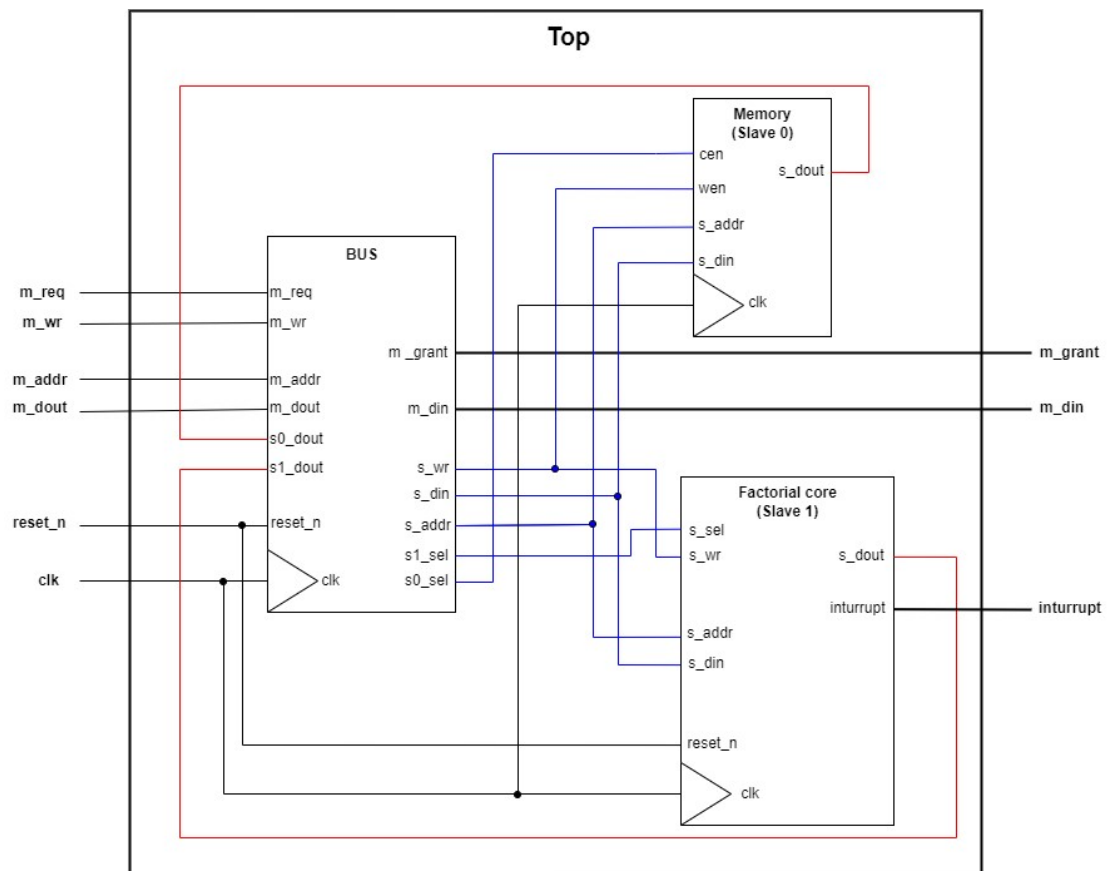 Top
Memory
(Slave 0)
cen
s_dout
wen
s_addr
s_din
clk
BUS
m_req
m_req
m_wr
m_wr
m _grant
m_grant
m_addr
m_addr
m_dout
m_dout
m_din
m_din
s0_dout
s1_dout
s_wr
s_din
reset_n
reset_n
s_addr
s1_sel
clk
clk
s0_sel
Factorial core
(Slave 1)
s_sel
s_wr
s_dout
inturrupt
inturrupt
s_addr
s_din
reset_n
clk